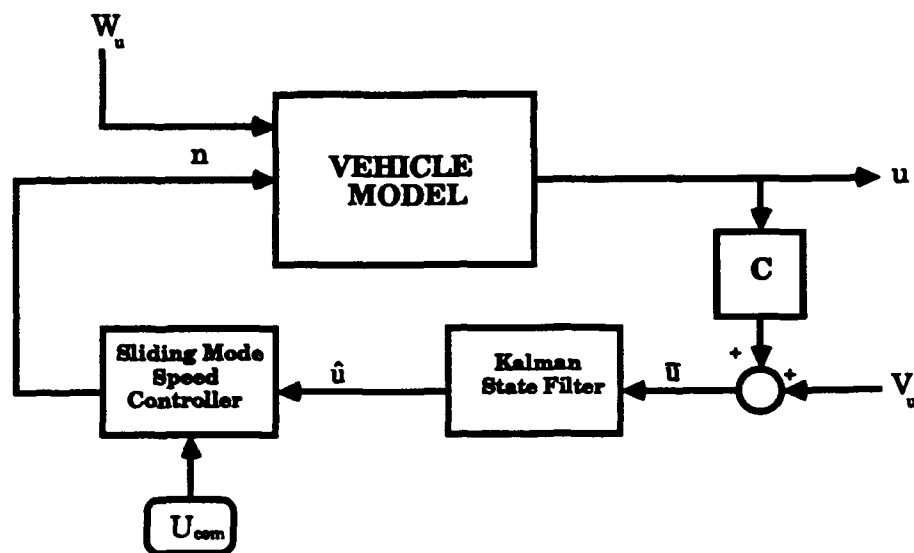 W_u
n
VEHICLE
MODEL
u
C
+
+
V_u
ū
Kalman
State Filter
û
Sliding Mode
Speed
Controller
U_com